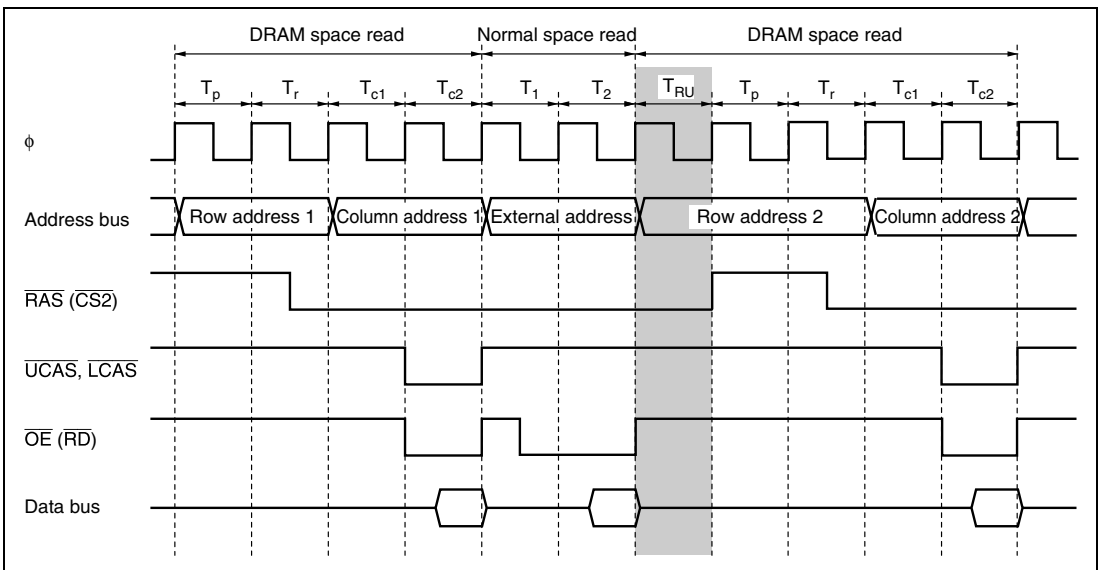 DRAM space read Normal space read DRAM space read
Tp Tr Tc1 Tc2 T1 T2 TRU Tp Tr Tc1 Tc2
ϕ
Address bus Row address 1 Column address 1 External address Row address 2 Column address 2
RAS (CS2)
UCAS, LCAS
OE (RD)
Data bus